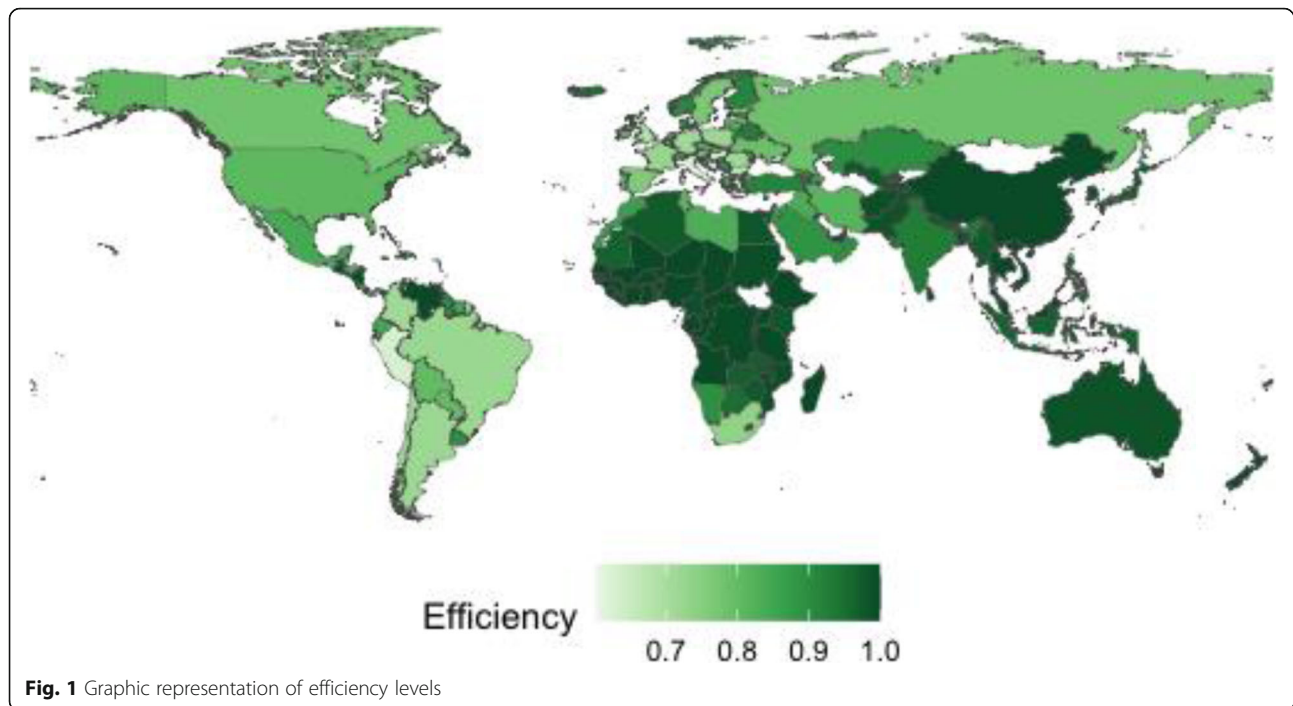 Efficiency
0.7 0.8 0.9 1.0
Fig. 1 Graphic representation of efficiency levels